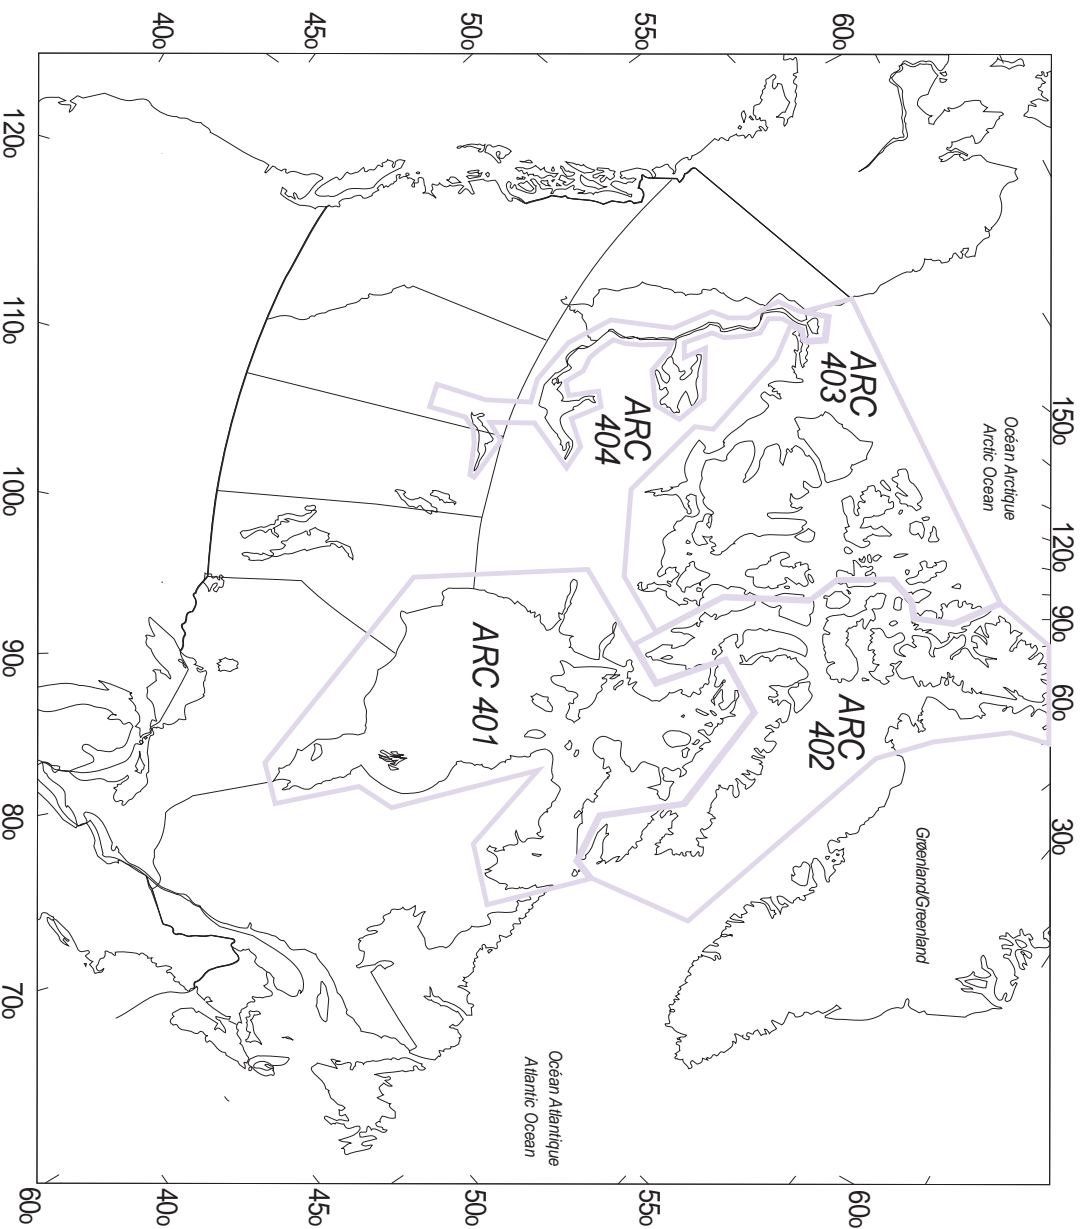 150o 120o 90o 60o 30o
Océan Arctique
Arctic Ocean
Grøenland/Greenland
60o 60o
ARC
403
ARC
402
55o 55o
ARC
404
Océan Atlantique
Atlantic Ocean
50o 50o
ARC 401
45o 45o
40o 40o
120o 110o 100o 90o 80o 70o 60o